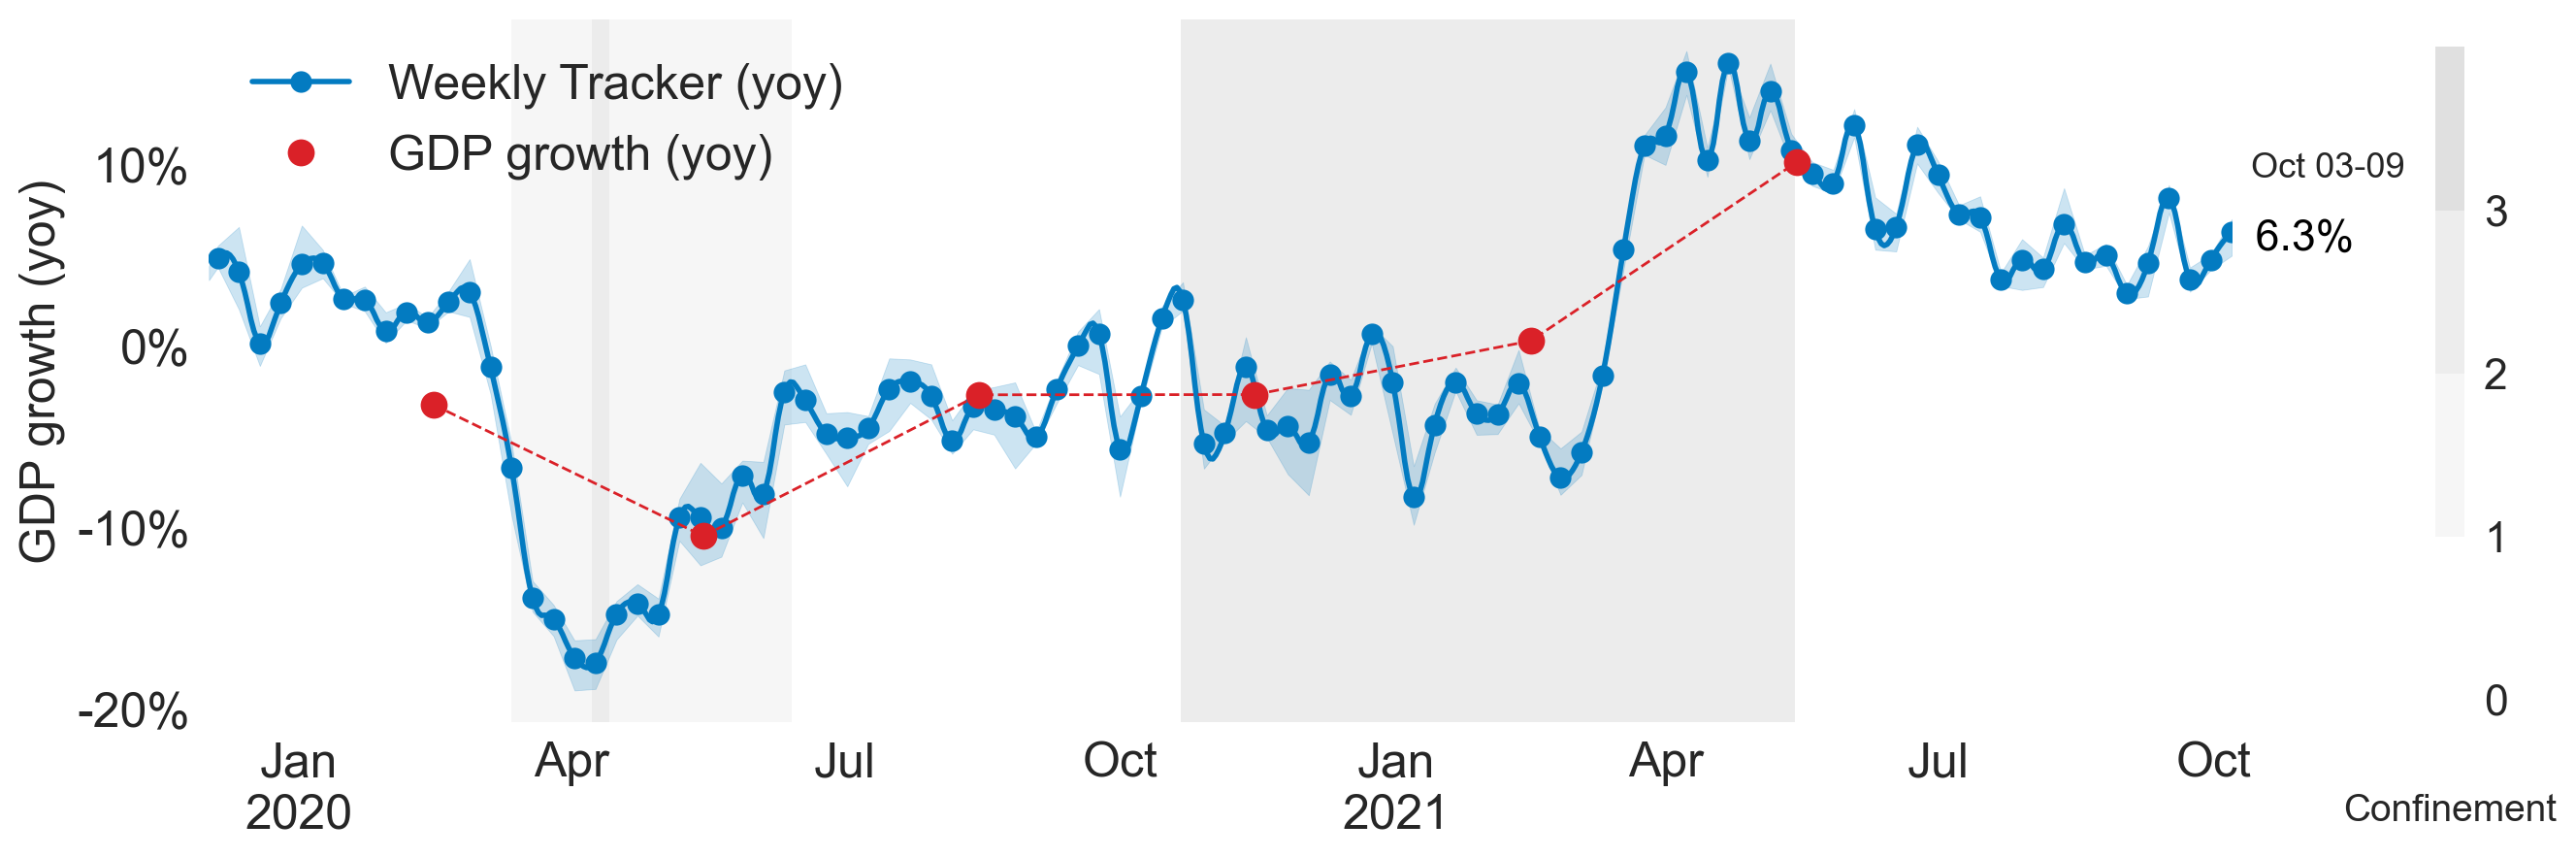 Weekly Tracker (yoy)
GDP growth (yoy)
GDP growth (yoy)
10%
0%
-10%
-20%
Jan
2020
Apr
Jul
Oct
Jan
2021
Apr
Jul
Oct
Oct 03-09
6.3%
3
2
1
0
Confinement